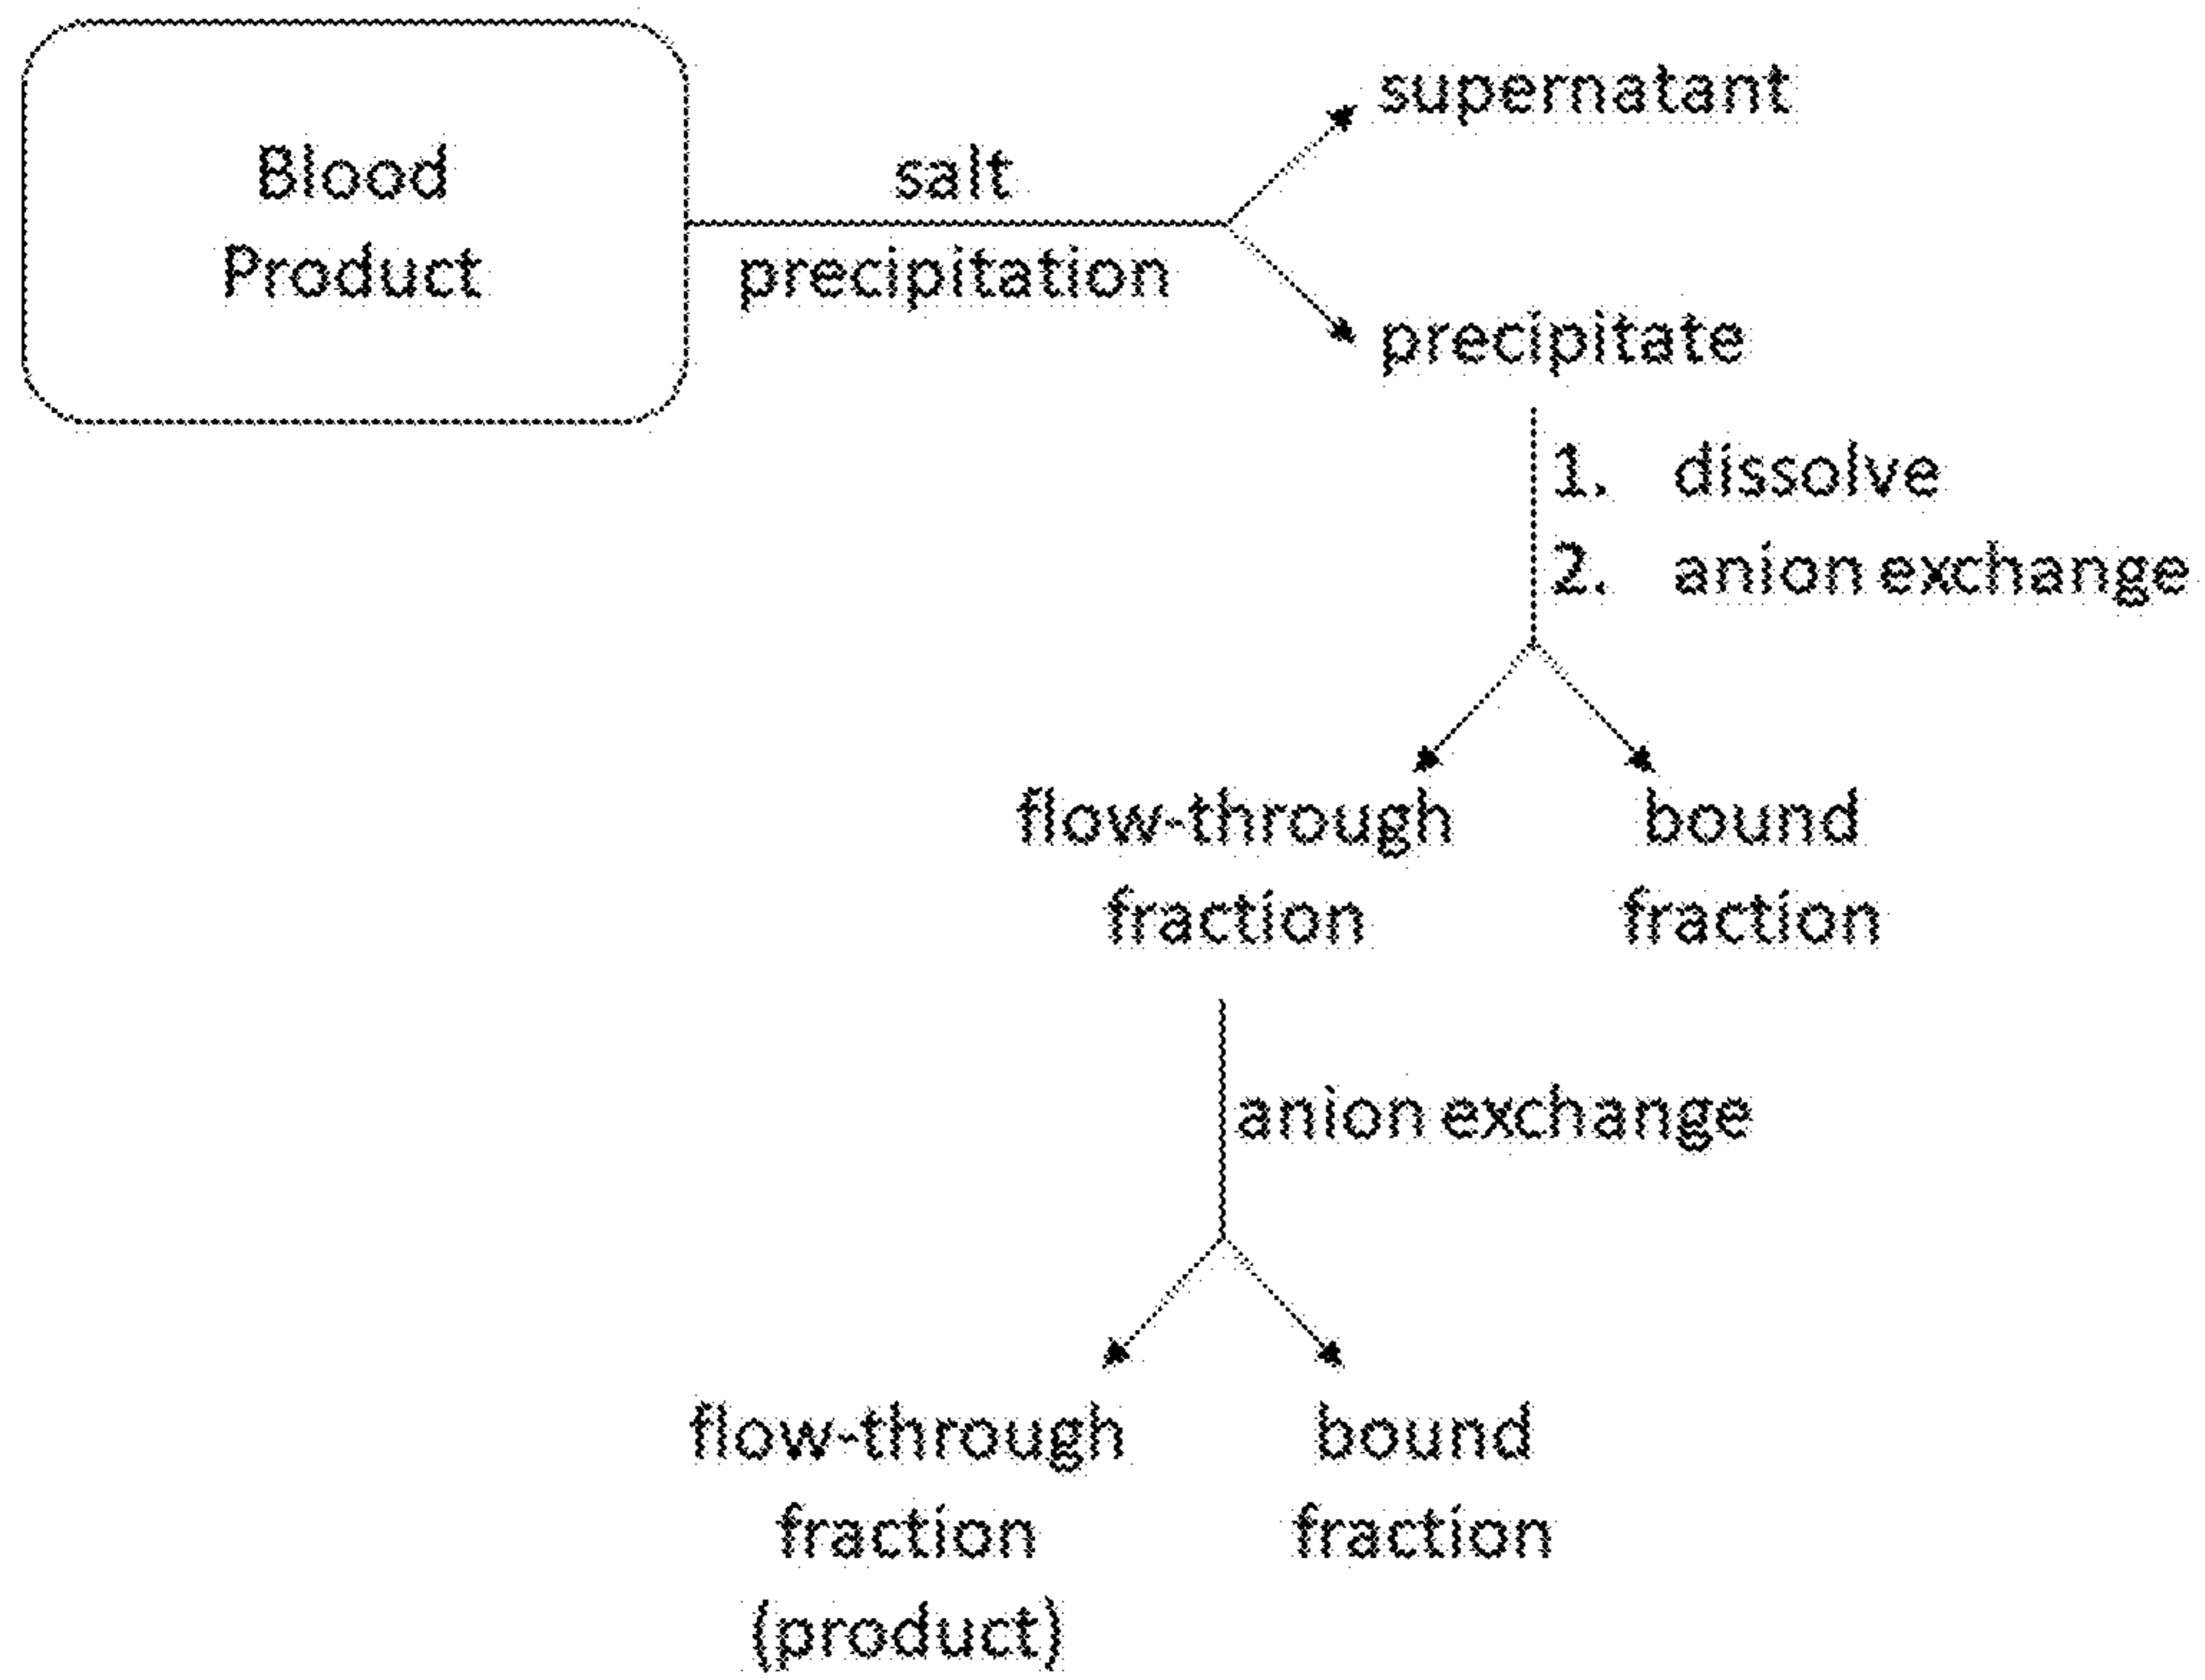 Blood
Product
salt
precipitation
supernatant
precipitate
1. dissolve
2. anion exchange
flow-through
fraction
bound
fraction
anion exchange
flow-through
fraction
(product)
bound
fraction